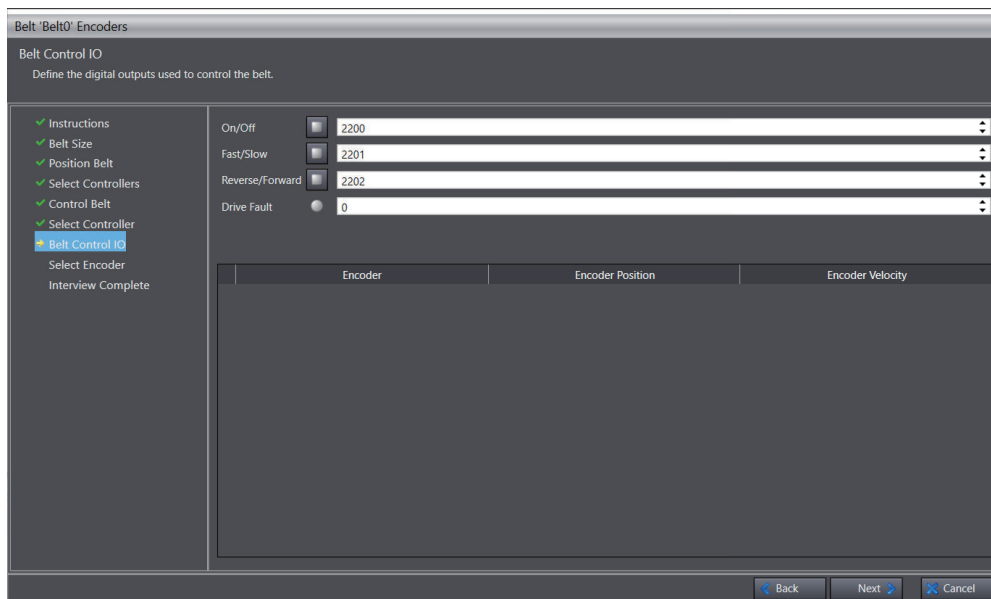 Belt 'Belt0' Encoders
Belt Control IO
Define the digital outputs used to control the belt.
Instructions
Belt Size
Position Belt
Select Controllers
Control Belt
Select Controller
Belt Control IO
Select Encoder
Interview Complete
On/Off 2200
Fast/Slow 2201
Reverse/Forward 2202
Drive Fault 0
Encoder Encoder Position Encoder Velocity
Back Next Cancel